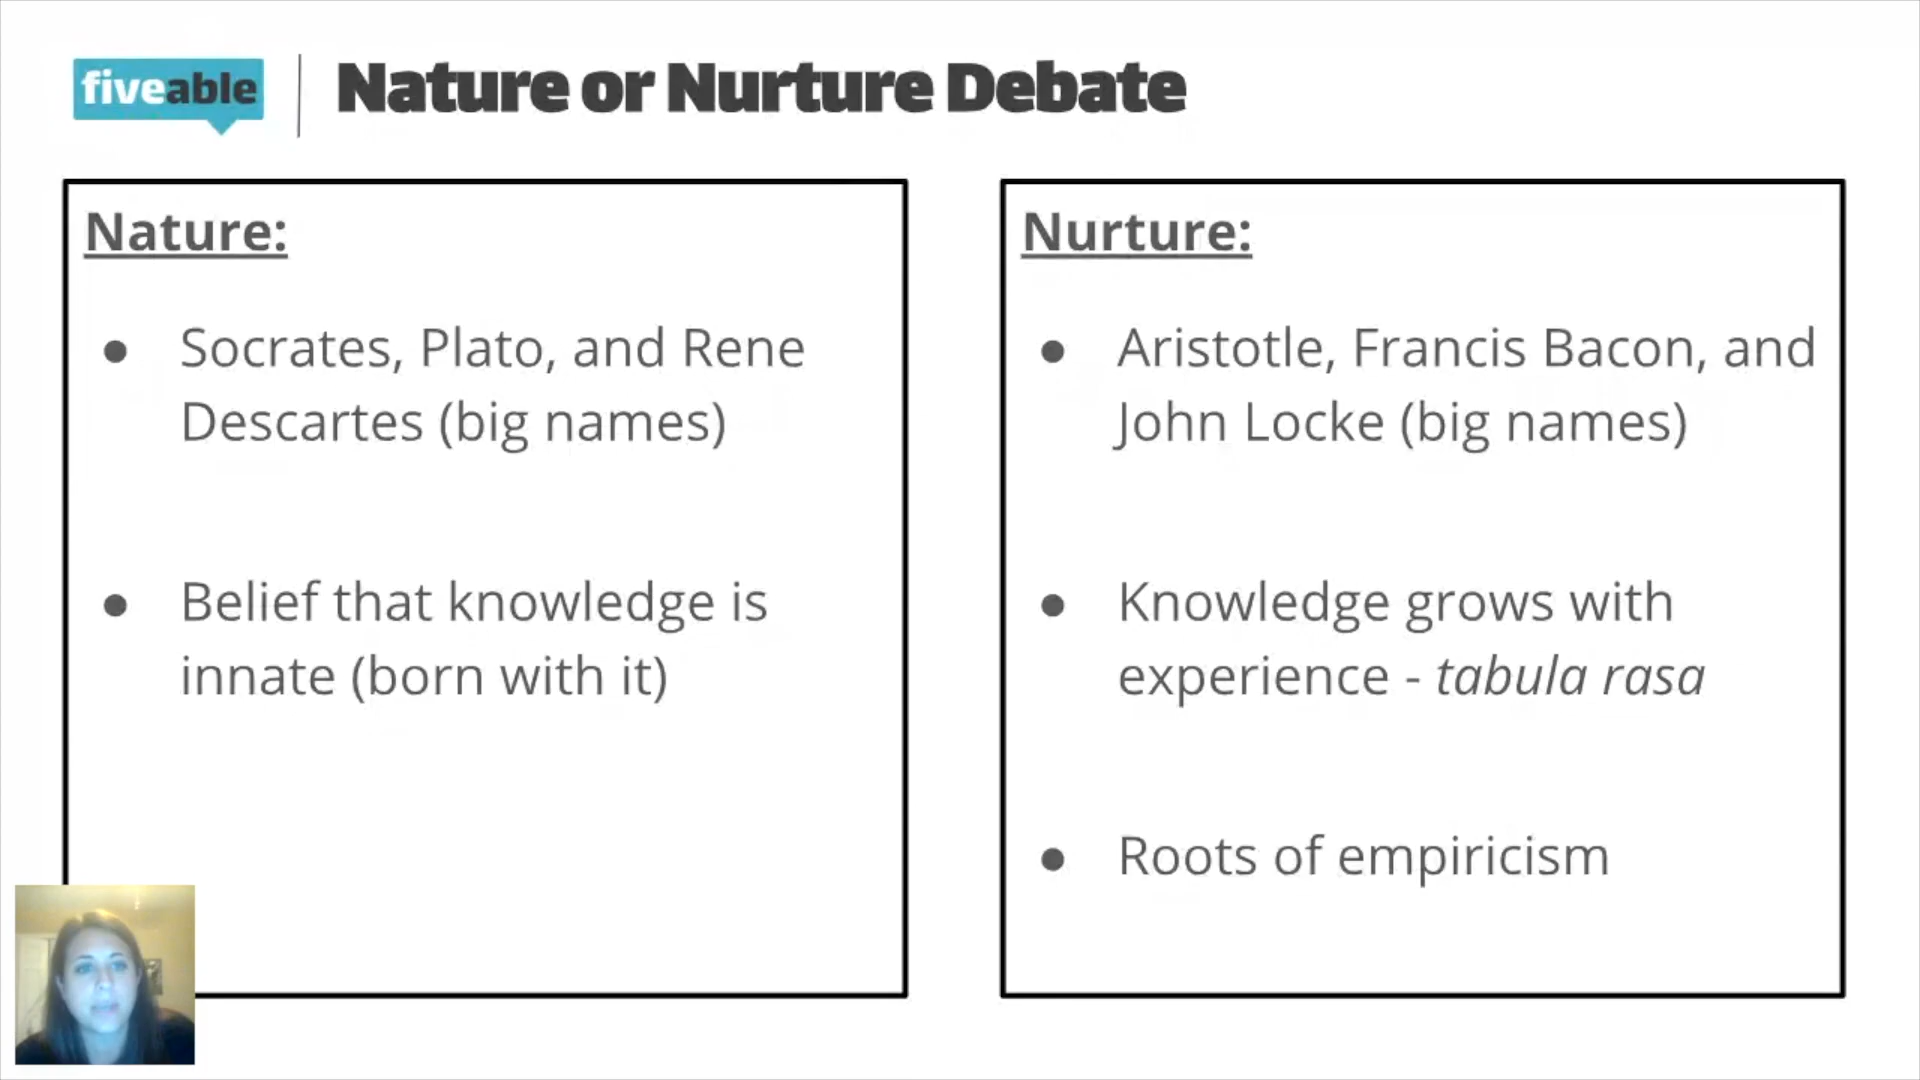 fiveable
Nature or Nurture Debate
Nature:
● Socrates, Plato, and Rene
Descartes (big names)
● Belief that knowledge is
innate (born with it)
Nurture:
● Aristotle, Francis Bacon, and
John Locke (big names)
● Knowledge grows with
experience - tabula rasa
● Roots of empiricism